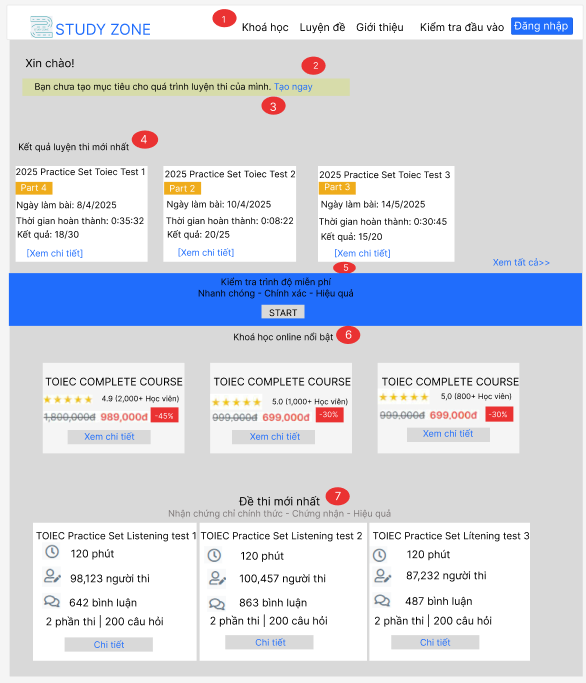 STUDY ZONE
1
Khoá học Luyện đề Giới thiệu Kiểm tra đầu vào Đăng nhập
Xin chào!
2
Bạn chưa tạo mục tiêu cho quá trình luyện thi của mình. Tạo ngay
3
4
Kết quả luyện thi mới nhất
2025 Practice Set Toiec Test 1
Part 4
Ngày làm bài: 8/4/2025
Thời gian hoàn thành: 0:35:32
Kết quả: 18/30
[Xem chi tiết]
2025 Practice Set Toiec Test 2
Part 2
Ngày làm bài: 10/4/2025
Thời gian hoàn thành: 0:08:22
Kết quả: 20/25
[Xem chi tiết]
2025 Practice Set Toiec Test 3
Part 3
Ngày làm bài: 14/5/2025
Thời gian hoàn thành: 0:30:45
Kết quả: 15/20
[Xem chi tiết]
Xem tất cả>>
5
Kiểm tra trình độ miễn phí
Nhanh chóng - Chính xác - Hiệu quả
START
Khoá học online nổi bật
6
TOIEC COMPLETE COURSE
4.9 (2,000+ Học viên)
1,800,000đ 989,000đ -45%
Xem chi tiết
TOIEC COMPLETE COURSE
5.0 (1,000+ Học viên)
999,000đ 699,000đ -30%
Xem chi tiết
TOIEC COMPLETE COURSE
5,0 (800+ Học viên)
999,000đ 699,000đ -30%
Xem chi tiết
Đề thi mới nhất
7
Nhận chứng chỉ chính thức - Chứng nhận - Hiệu quả
TOIEC Practice Set Listening test 1
120 phút
98,123 người thi
642 bình luận
2 phần thi | 200 câu hỏi
Chi tiết
TOIEC Practice Set Listening test 2
120 phút
100,457 người thi
863 bình luận
2 phần thi | 200 câu hỏi
Chi tiết
TOIEC Practice Set Lítening test 3
120 phút
87,232 người thi
487 bình luận
2 phần thi | 200 câu hỏi
Chi tiết